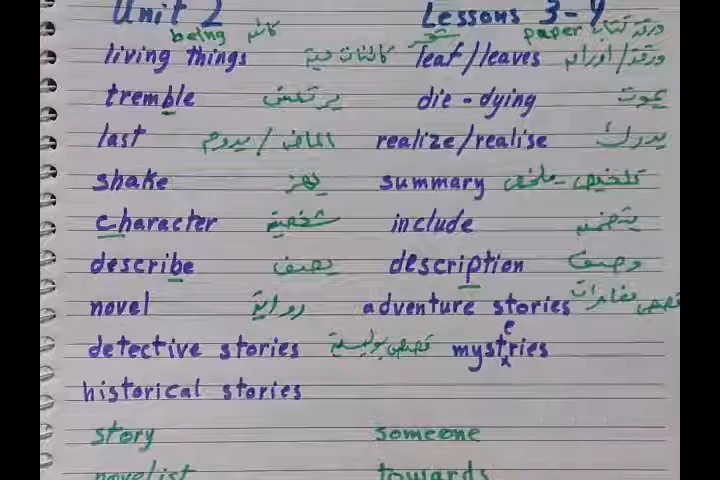 Unit 2 Lessons 3-4
being كائن شجر paper ورقة كتاب
living things كائنات حية leaf/leaves ورقة/أوراق
tremble يرتعش die - dying يموت
last الماضى/يدوم realize/realise يدرك
shake يهز summary تلخيص - ملخص
character شخصية include يتضمن
describe يصف description وصف
novel رواية adventure stories قصص مغامرات
detective stories قصص بوليسية mysteries
historical stories
story someone
novelist towards